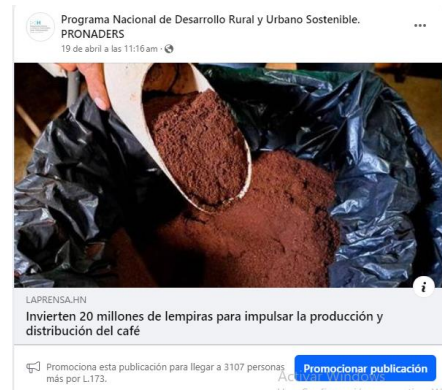 Programa Nacional de Desarrollo Rural y Urbano Sostenible.
PRONADERS
19 de abril a las 11:16 am ·
LAPRENSA.HN
Invierten 20 millones de lempiras para impulsar la producción y
distribución del café
Promociona esta publicación para llegar a 3107 personas
más por L.173.
Promocionar publicación
Activar Windows